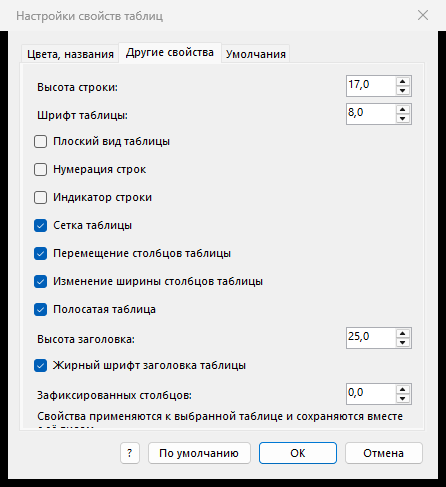 Настройки свойств таблиц
Цвета, названия Другие свойства Умолчания
Высота строки: 17,0
Шрифт таблицы: 8,0
Плоский вид таблицы
Нумерация строк
Индикатор строки
Сетка таблицы
Перемещение столбцов таблицы
Изменение ширины столбцов таблицы
Полосатая таблица
Высота заголовка: 25,0
Жирный шрифт заголовка таблицы
Зафиксированных столбцов: 0,0
Свойства применяются к выбранной таблице и сохраняются вместе
? По умолчанию ОК Отмена